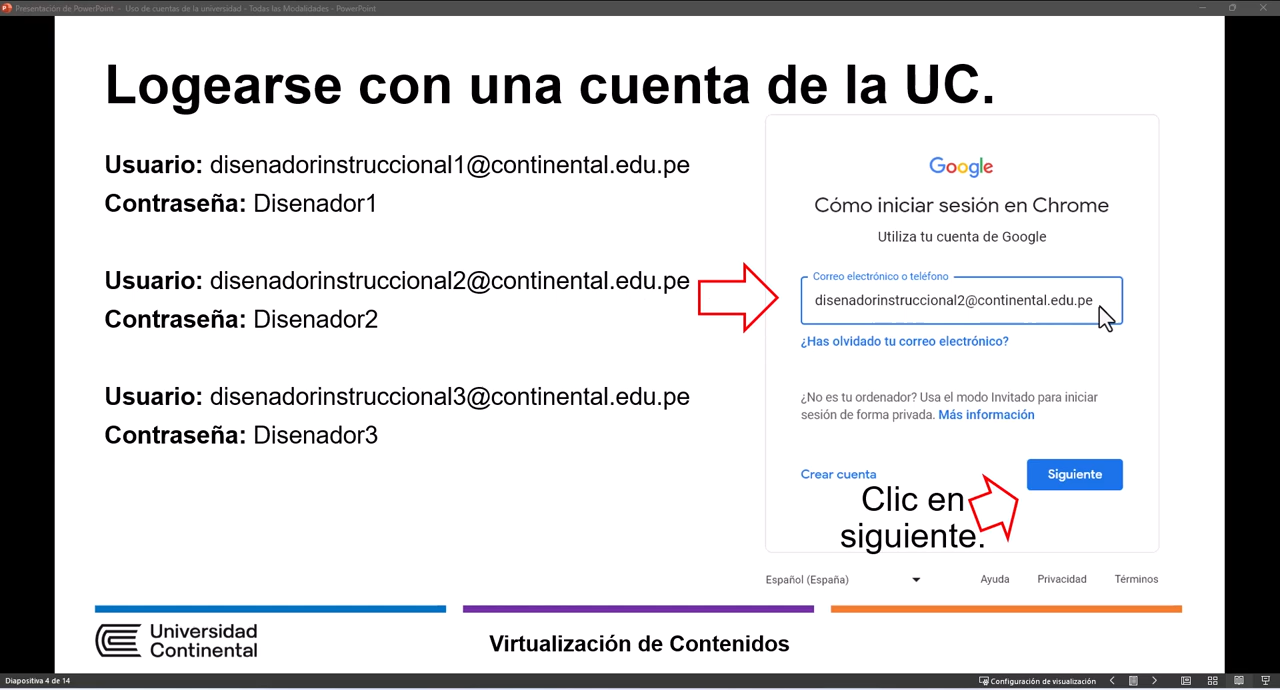 Presentación de PowerPoint - Uso de cuentas de la universidad - Todas las Modalidades - PowerPoint
Logearse con una cuenta de la UC.
Usuario: disenadorinstruccional1@continental.edu.pe
Contraseña: Disenador1
Usuario: disenadorinstruccional2@continental.edu.pe
Contraseña: Disenador2
Usuario: disenadorinstruccional3@continental.edu.pe
Contraseña: Disenador3
Google
Cómo iniciar sesión en Chrome
Utiliza tu cuenta de Google
Correo electrónico o teléfono
disenadorinstruccional2@continental.edu.pe
¿Has olvidado tu correo electrónico?
¿No es tu ordenador? Usa el modo Invitado para iniciar
sesión de forma privada. Más información
Crear cuenta
Siguiente
Clic en
siguiente.
Español (España)
Ayuda
Privacidad
Términos
Universidad
Continental
Virtualización de Contenidos
Diapositiva 4 de 14
Configuración de visualización